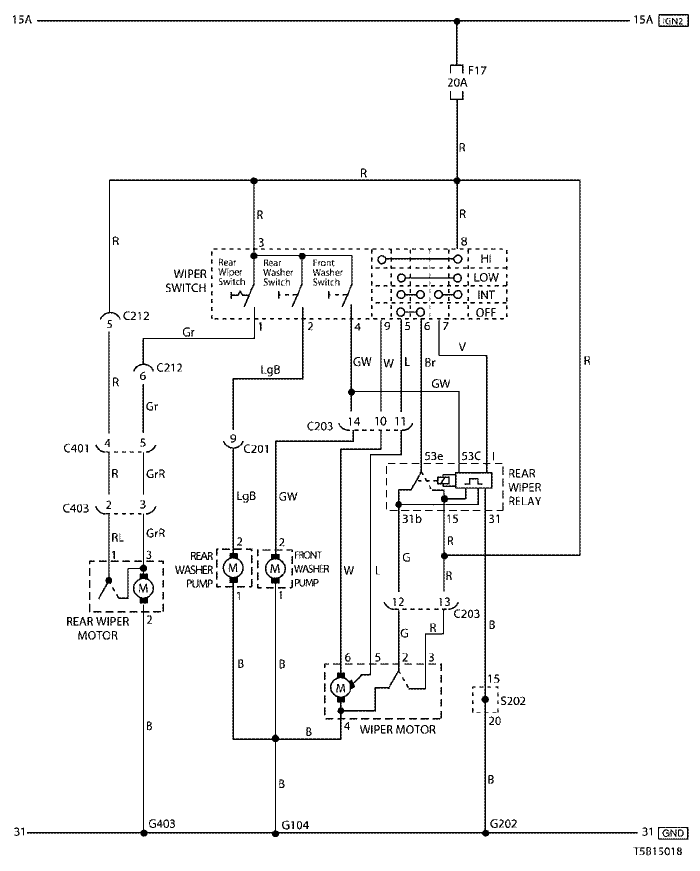 15A
15A IGN2
F17
20A
R
R
R
R
R
3
8
Rear
Wiper
Switch
Rear
Washer
Switch
Front
Washer
Switch
WIPER
SWITCH
HI
LOW
INT
OFF
1
2
4
9
5
6
7
5
C212
Gr
V
6
C212
LgB
GW
W
L
Br
GW
R
R
Gr
C203
14
10
11
C401
4
5
9
C201
53e
53C
I
REAR
WIPER
RELAY
R
GrR
LgB
GW
C403
2
3
31b
15
31
RL
GrR
R
1
3
2
2
REAR
WASHER
PUMP
FRONT
WASHER
PUMP
G
M
M
M
W
L
R
REAR WIPER
MOTOR
2
1
1
12
13
C203
G
R
B
B
B
6
5
2
3
15
M
S202
20
4
WIPER MOTOR
B
B
B
B
G403
G104
G202
31
31 GND
T5B15018